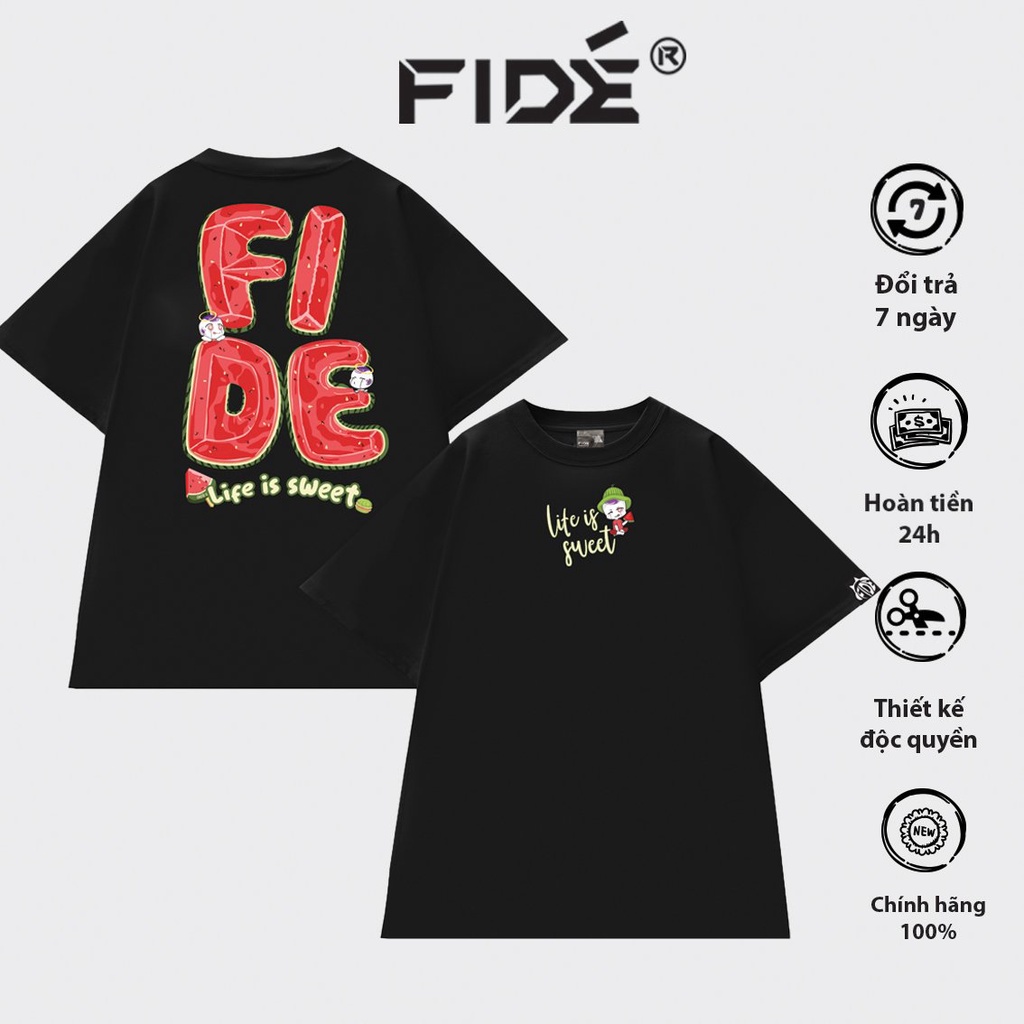 FIDÉ®
FI
DE
Life is sweet
life is
sweet
7
Đổi trả
7 ngày
$
Hoàn tiền
24h
Thiết kế
độc quyền
NEW
Chính hãng
100%